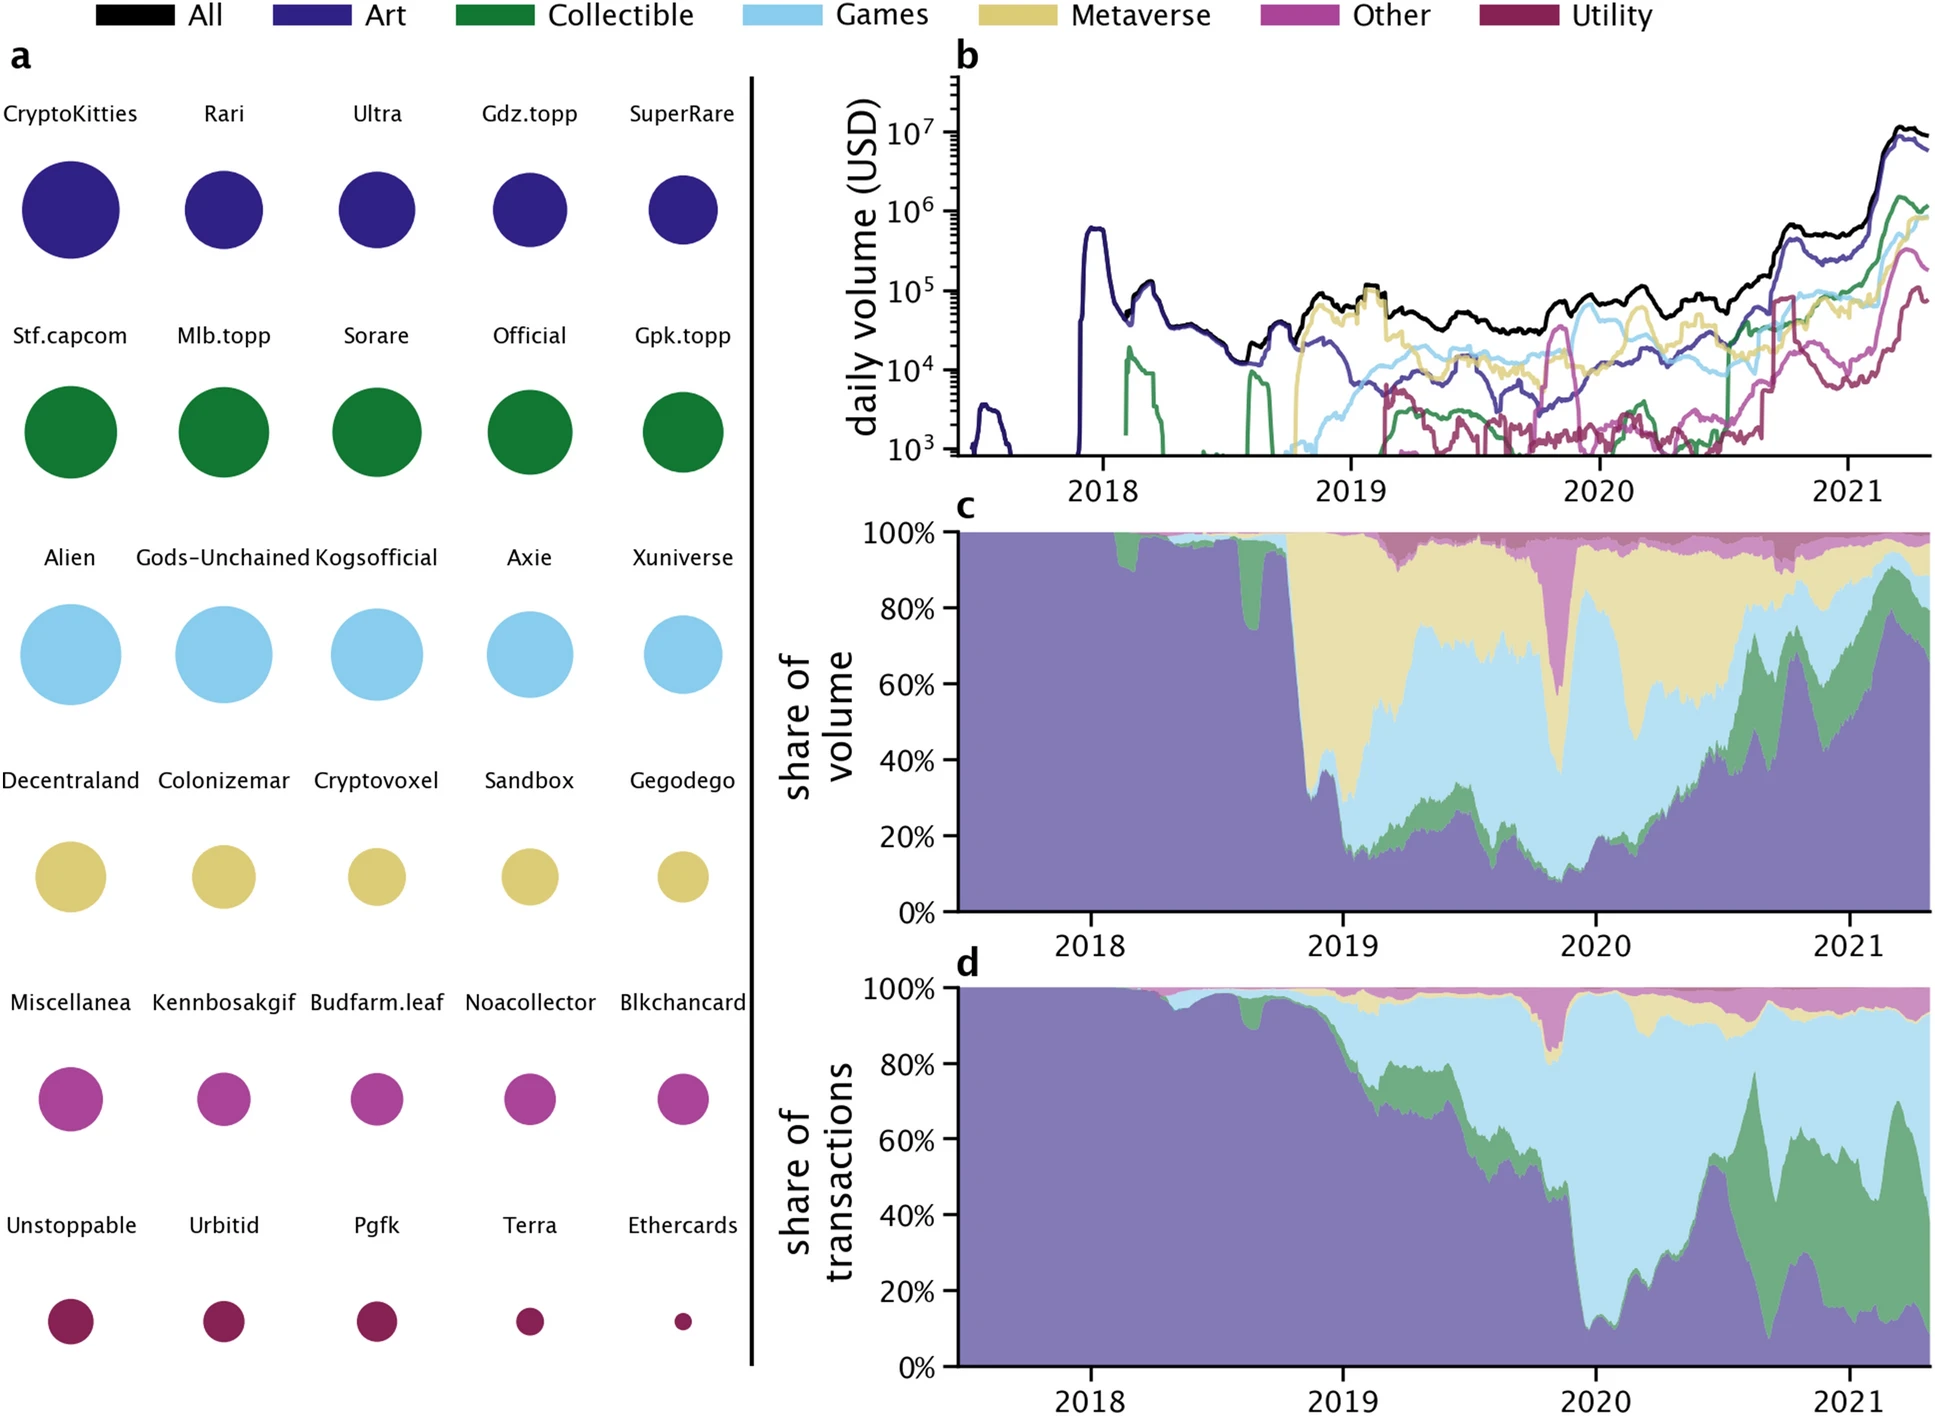 All Art Collectible Games Metaverse Other Utility
a
CryptoKitties Rari Ultra Gdz.topp SuperRare
Stf.capcom Mlb.topp Sorare Official Gpk.topp
Alien Gods-Unchained Kogsofficial Axie Xuniverse
Decentraland Colonizemar Cryptovoxel Sandbox Gegodego
Miscellanea Kennbosakgif Budfarm.leaf Noacollector Blkchancard
Unstoppable Urbitid Pgfk Terra Ethercards
b
daily volume (USD)
10⁷
10⁶
10⁵
10⁴
10³
2018 2019 2020 2021
c
share of
volume
100%
80%
60%
40%
20%
0%
2018 2019 2020 2021
d
share of
transactions
100%
80%
60%
40%
20%
0%
2018 2019 2020 2021